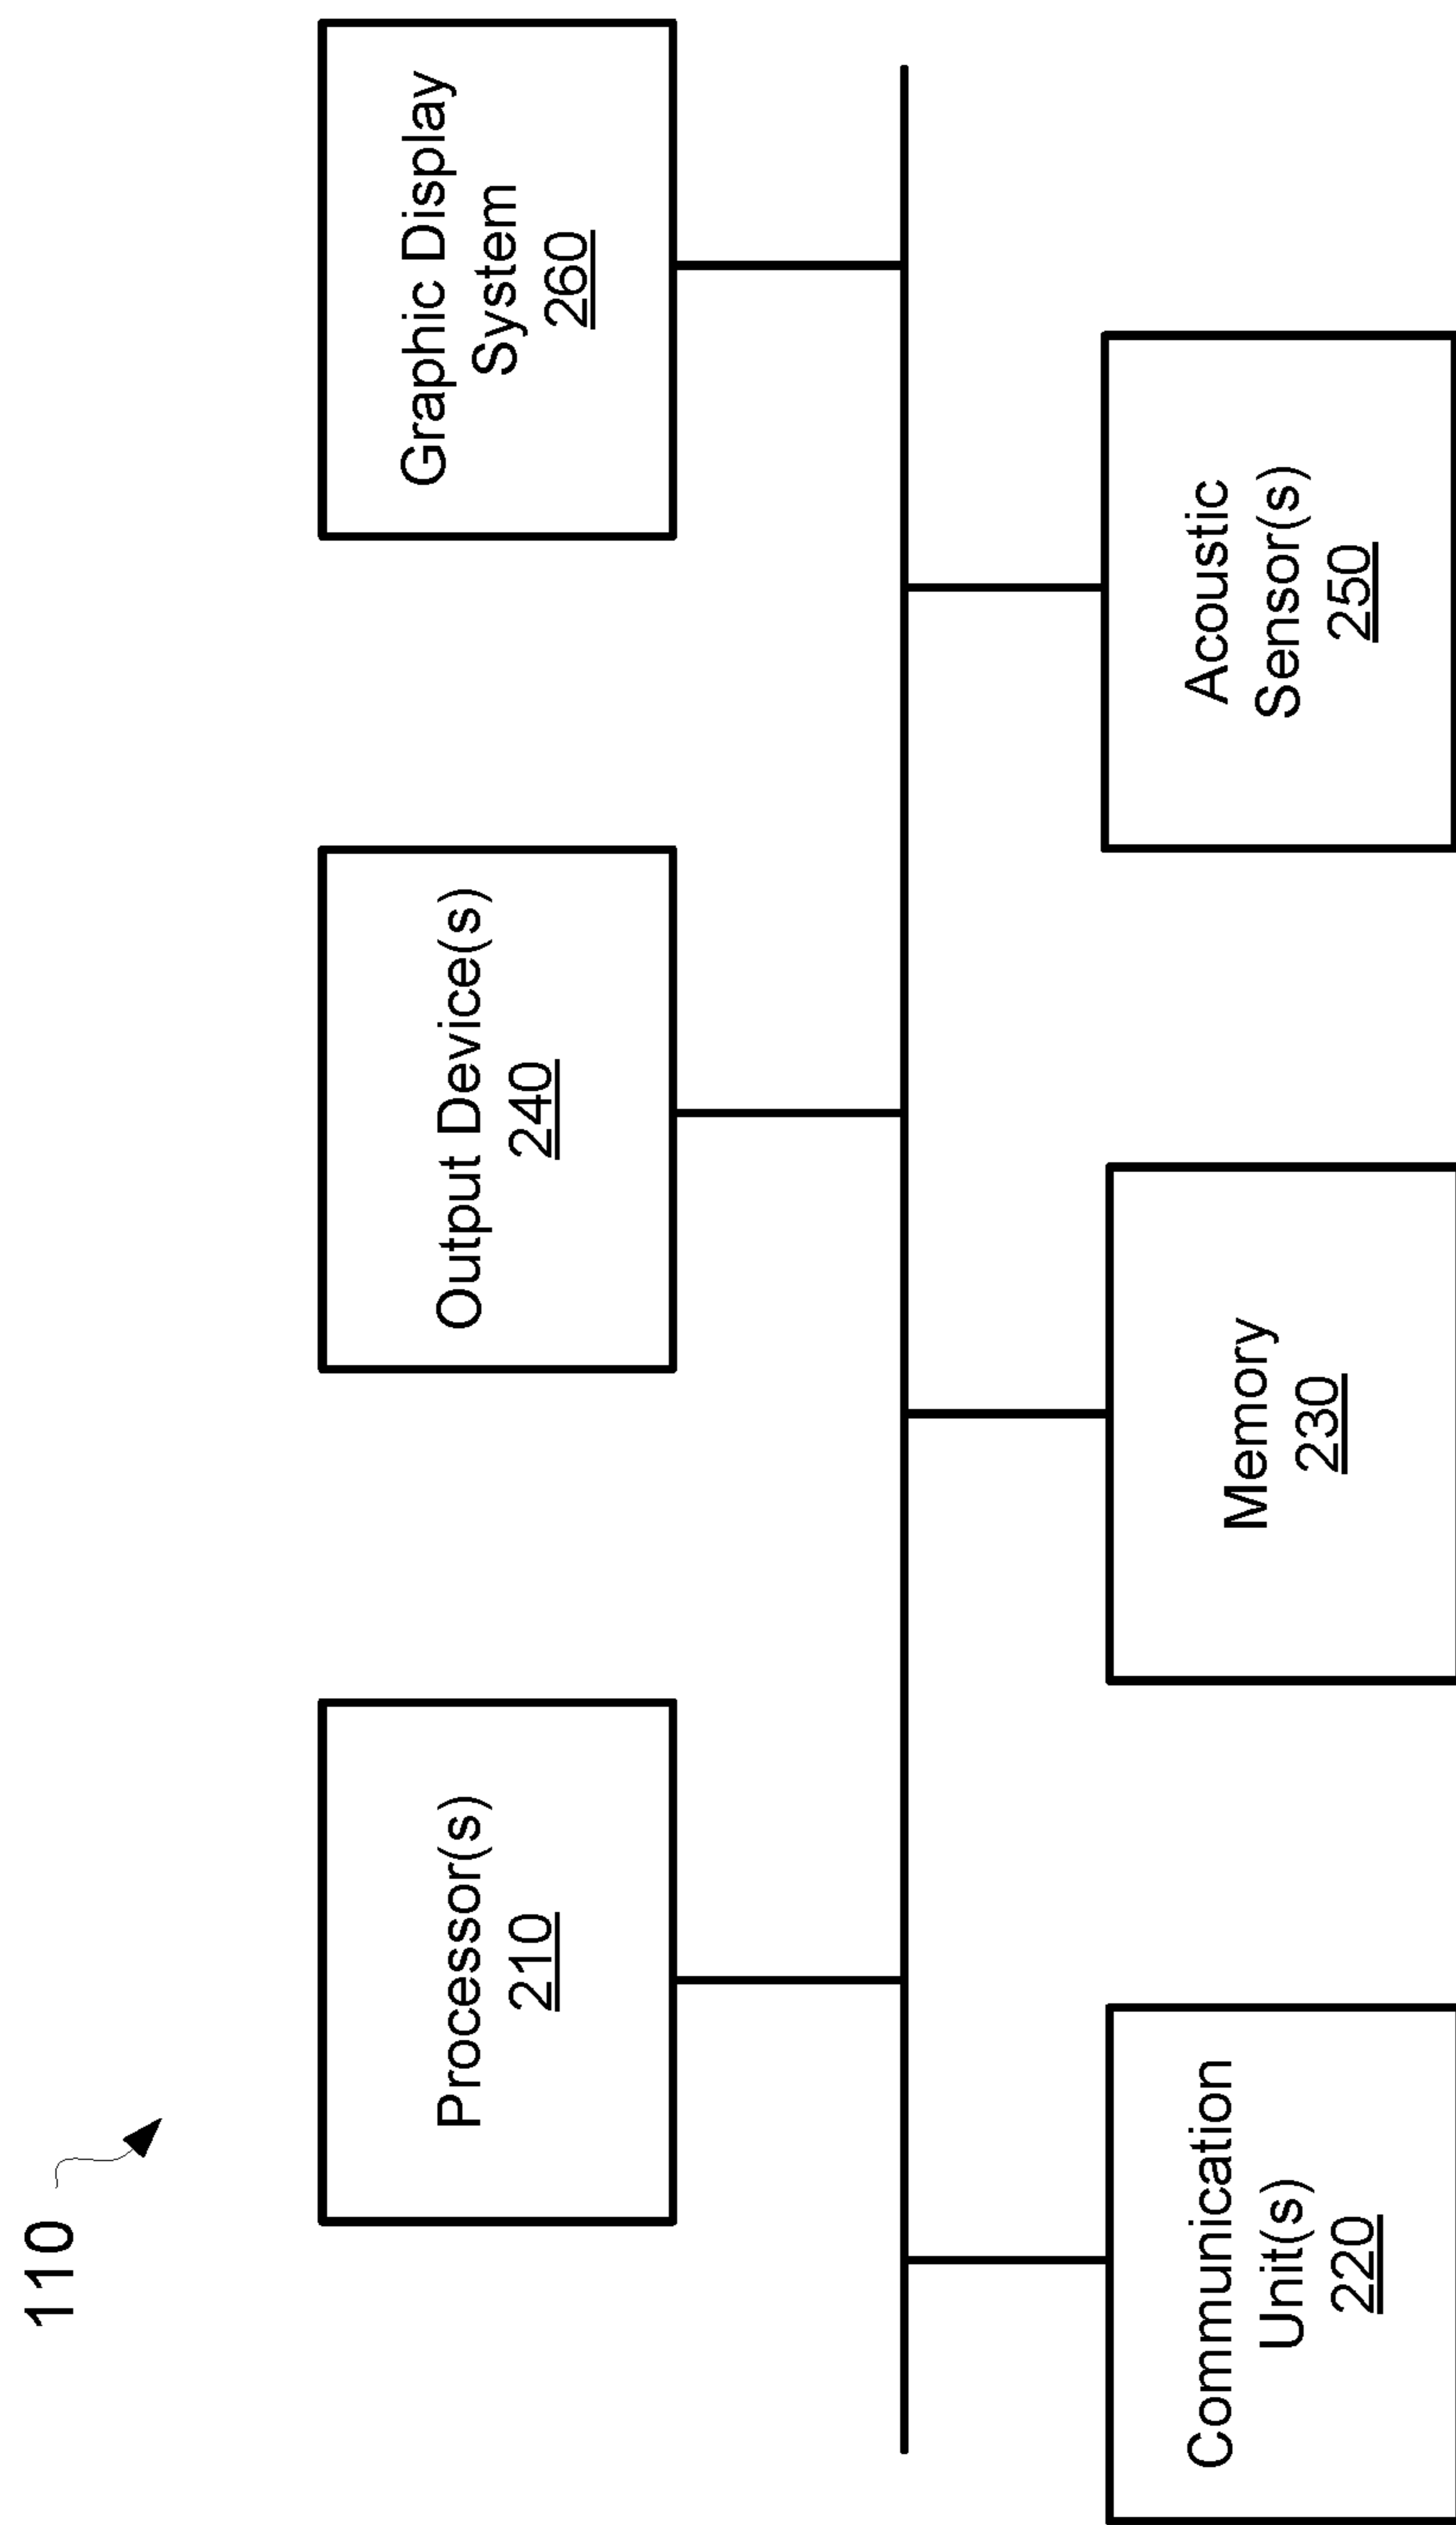 110
Processor(s)
210
Output Device(s)
240
Graphic Display
System
260
Communication
Unit(s)
220
Memory
230
Acoustic
Sensor(s)
250